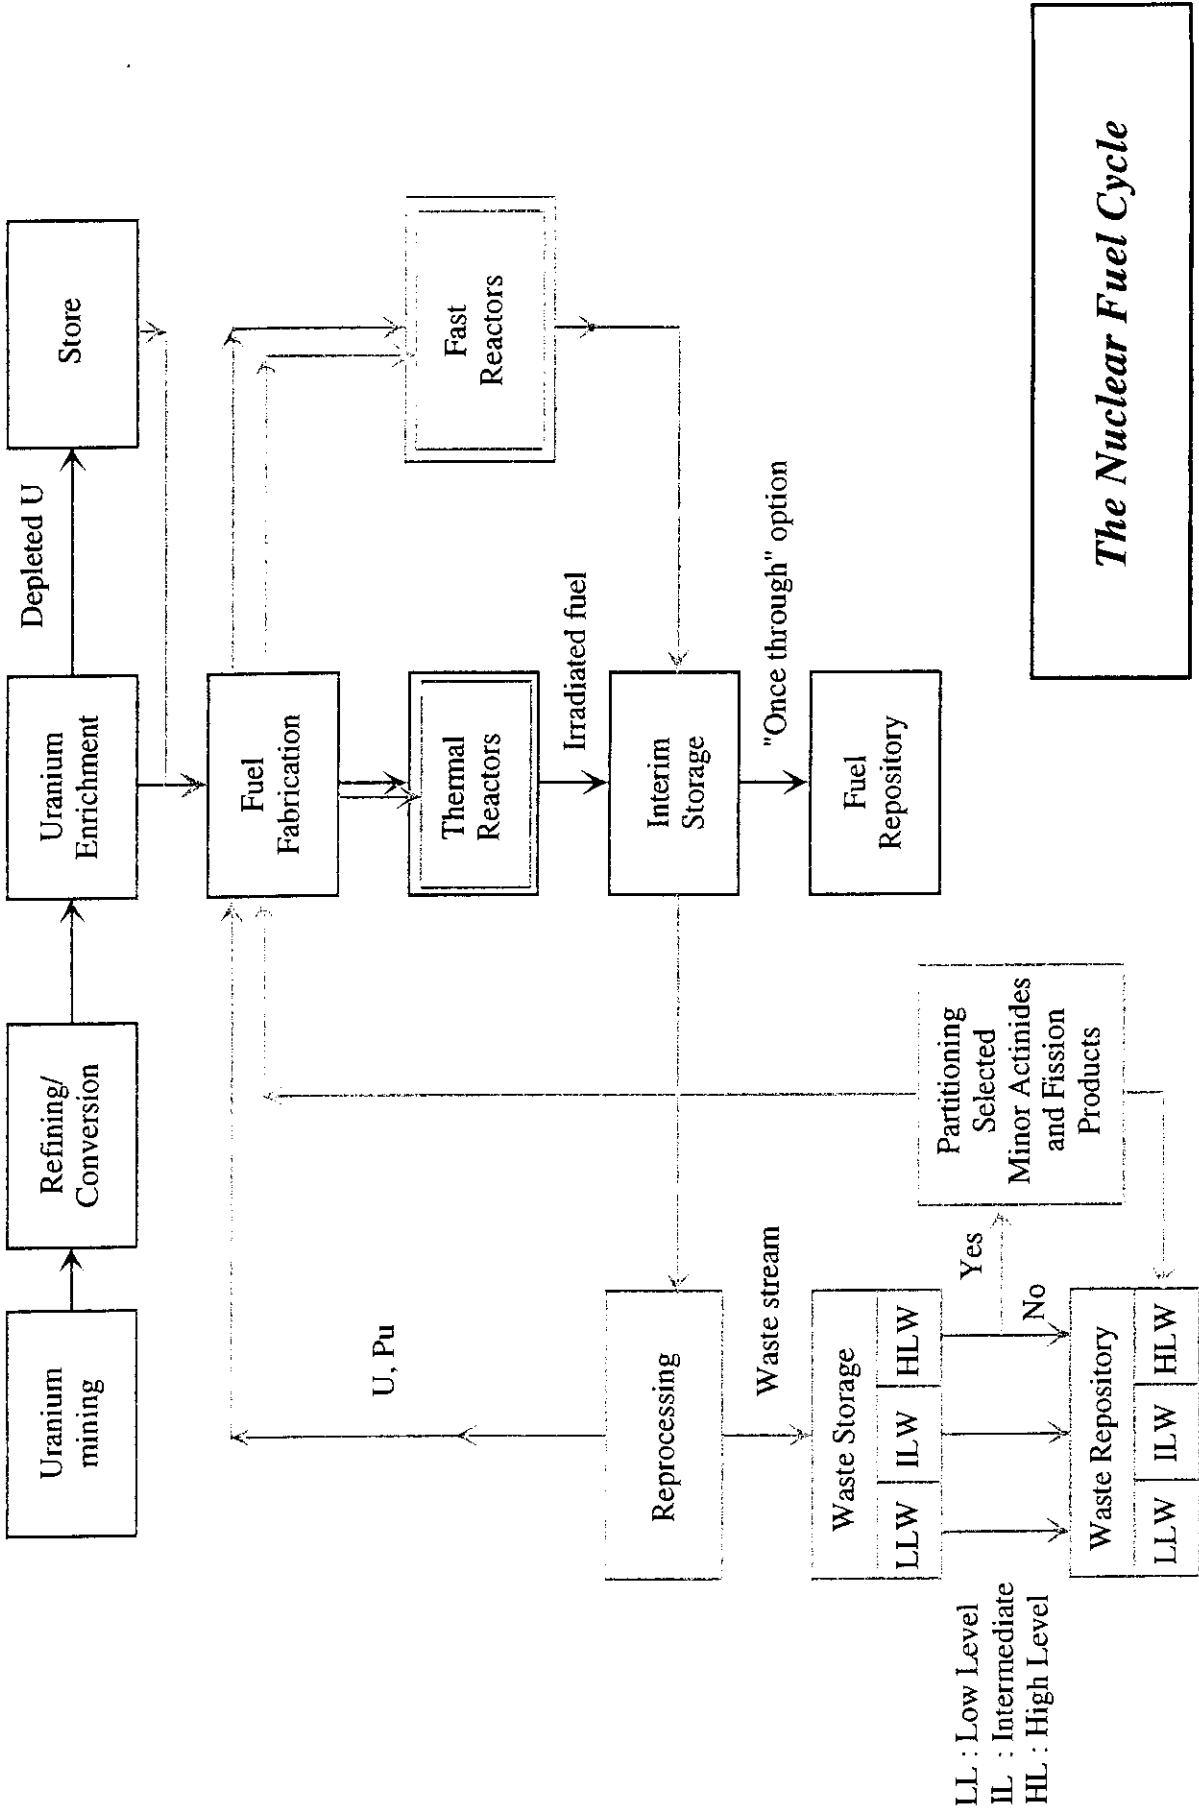 Uranium
mining
Refining/
Conversion
Uranium
Enrichment
Depleted U
Store
Fuel
Fabrication
U, Pu
Thermal
Reactors
Fast
Reactors
Irradiated fuel
Reprocessing
Interim
Storage
Waste stream
"Once through" option
Waste Storage
LLW
ILW
HLW
Fuel
Repository
Yes
No
Partitioning
Selected
Minor Actinides
and Fission
Products
LL : Low Level
IL : Intermediate
HL : High Level
Waste Repository
LLW
ILW
HLW
The Nuclear Fuel Cycle